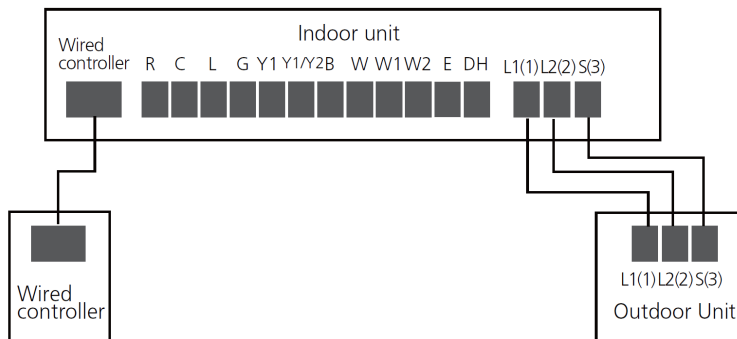 Indoor unit
Wired
controller
R C L G Y1 Y1/Y2 B W W1 W2 E DH L1(1) L2(2) S(3)
L1(1) L2(2) S(3)
Wired
controller
Outdoor Unit